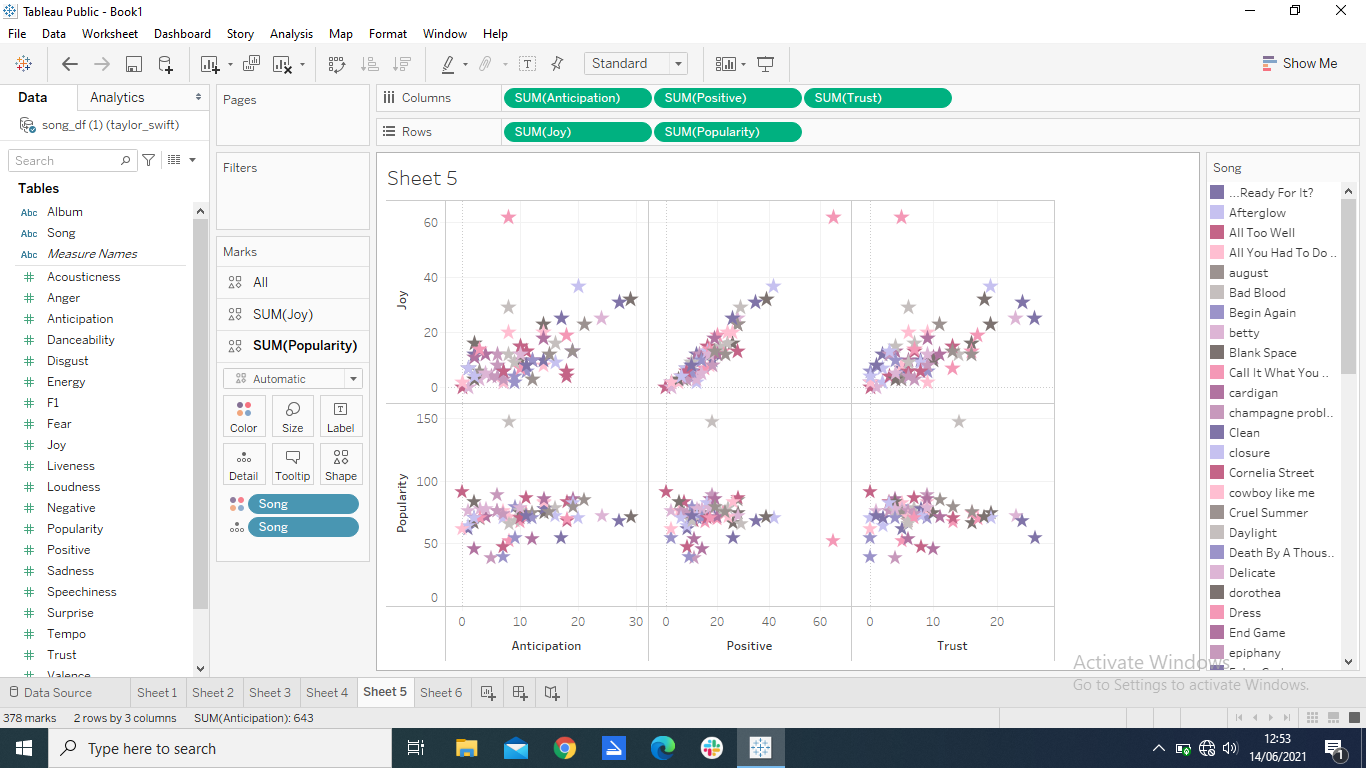 Tableau Public - Book1
File Data Worksheet Dashboard Story Analysis Map Format Window Help
Standard
Show Me
Data Analytics
song_df (1) (taylor_swift)
Search
Tables
Abc Album
Abc Song
Abc Measure Names
# Acousticness
# Anger
# Anticipation
# Danceability
# Disgust
# Energy
# F1
# Fear
# Joy
# Liveness
# Loudness
# Negative
# Popularity
# Positive
# Sadness
# Speechiness
# Surprise
# Tempo
# Trust
# Valence
Pages
Filters
Marks
All
SUM(Joy)
SUM(Popularity)
Automatic
Color Size Label
Detail Tooltip Shape
Song
Song
Columns SUM(Anticipation) SUM(Positive) SUM(Trust)
Rows SUM(Joy) SUM(Popularity)
Sheet 5
60
40
20
0
Joy
150
100
50
0
Popularity
0 10 20 30 0 20 40 60 0 10 20
Anticipation Positive Trust
Song
...Ready For It?
Afterglow
All Too Well
All You Had To Do ..
august
Bad Blood
Begin Again
betty
Blank Space
Call It What You ..
cardigan
champagne probl..
Clean
closure
Cornelia Street
cowboy like me
Cruel Summer
Daylight
Death By A Thous..
Delicate
dorothea
Dress
End Game
epiphany
Activate Windows
Go to Settings to activate Windows.
Data Source Sheet 1 Sheet 2 Sheet 3 Sheet 4 Sheet 5 Sheet 6
378 marks 2 rows by 3 columns SUM(Anticipation): 643
Type here to search
12:53
14/06/2021
1